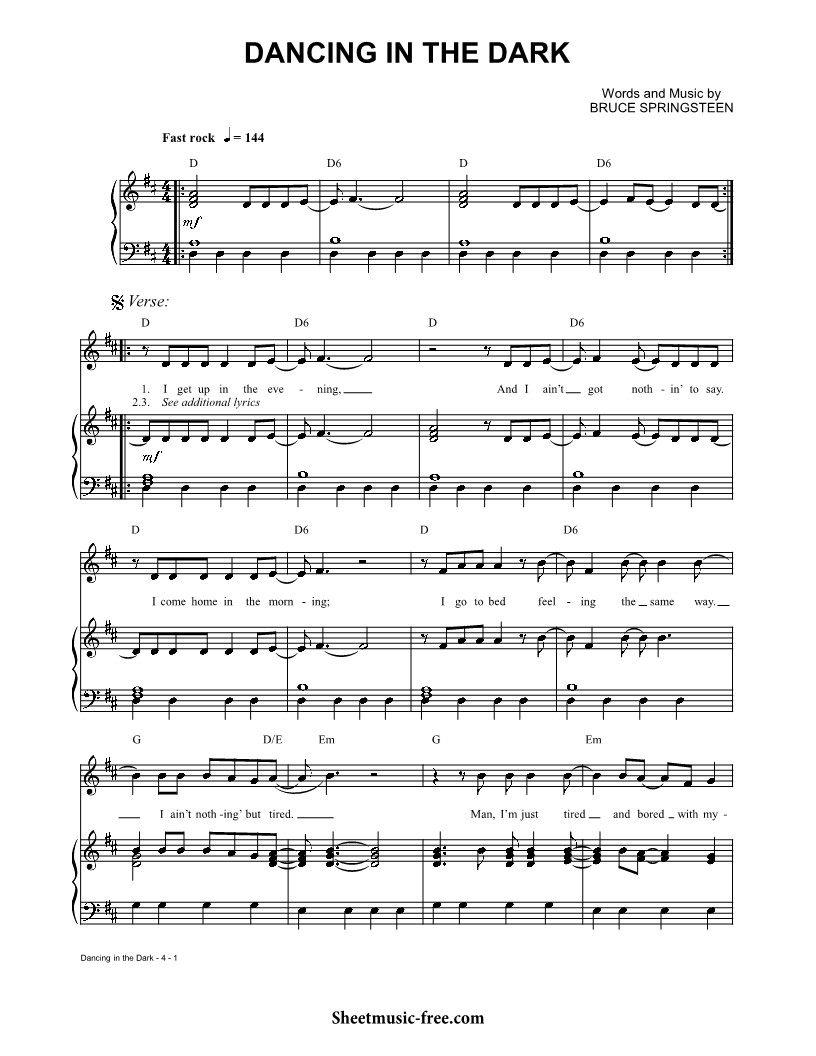 DANCING IN THE DARK
Words and Music by
BRUCE SPRINGSTEEN
Fast rock ♩= 144
D D6 D D6
4 4
mf
4 4
Verse:
D D6 D D6
1. I get up in the eve - ning, And I ain't got noth - in' to say.
2.3. See additional lyrics
mf
D D6 D D6
I come home in the morn - ing; I go to bed feel - ing the same way.
G D/E Em G Em
I ain't noth -ing' but tired. Man, I'm just tired and bored with my -
Dancing in the Dark - 4 - 1
Sheetmusic-free.com